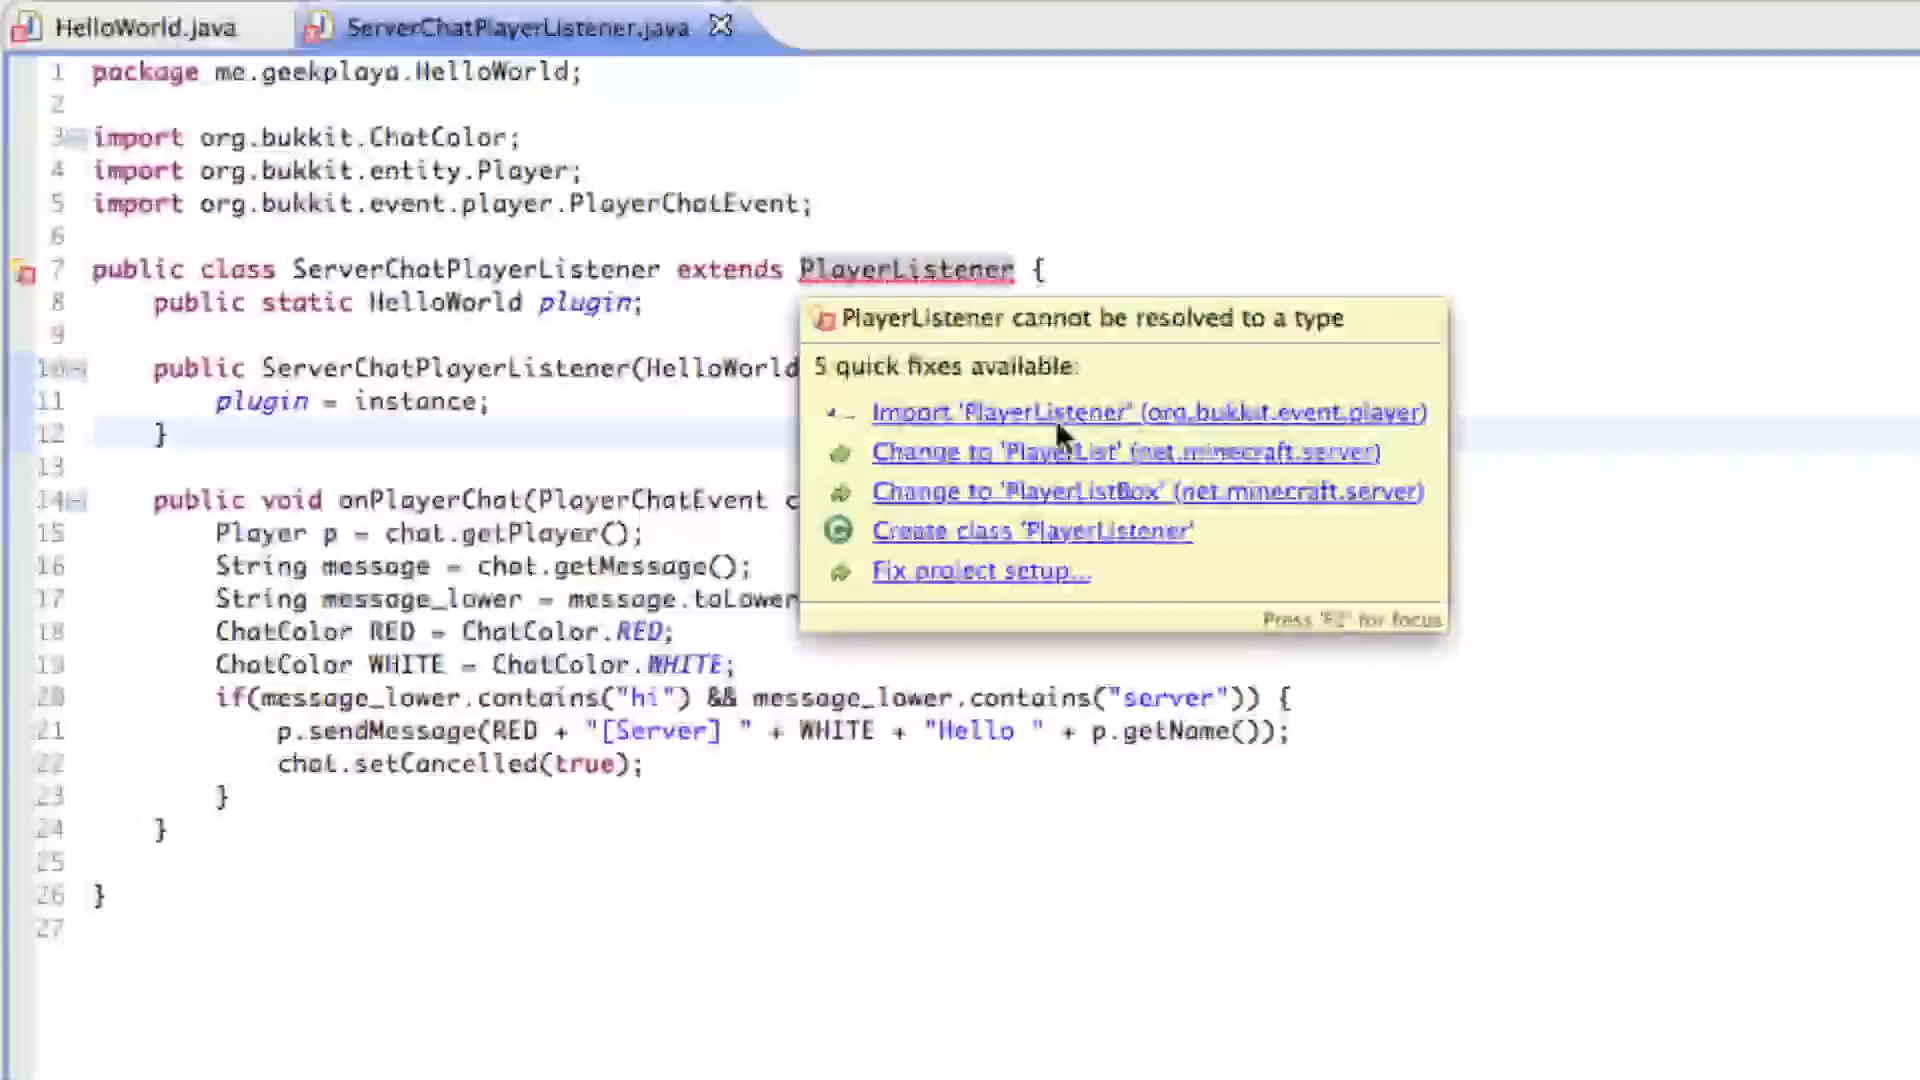 HelloWorld.java
ServerChatPlayerListener.java
1 package me.geekplaya.HelloWorld;
2
3 import org.bukkit.ChatColor;
4 import org.bukkit.entity.Player;
5 import org.bukkit.event.player.PlayerChatEvent;
6
7 public class ServerChatPlayerListener extends PlayerListener {
8 public static HelloWorld plugin;
9
10 public ServerChatPlayerListener(HelloWorld
11 plugin = instance;
12 }
13
14 public void onPlayerChat(PlayerChatEvent c
15 Player p = chat.getPlayer();
16 String message = chat.getMessage();
17 String message_lower = message.toLower
18 ChatColor RED = ChatColor.RED;
19 ChatColor WHITE = ChatColor.WHITE;
20 if(message_lower.contains("hi") && message_lower.contains("server")) {
21 p.sendMessage(RED + "[Server] " + WHITE + "Hello " + p.getName());
22 chat.setCancelled(true);
23 }
24 }
25
26 }
27
PlayerListener cannot be resolved to a type
5 quick fixes available:
Import 'PlayerListener' (org.bukkit.event.player)
Change to 'PlayerList' (net.minecraft.server)
Change to 'PlayerListBox' (net.minecraft.server)
Create class 'PlayerListener'
Fix project setup...
Press 'F2' for focus